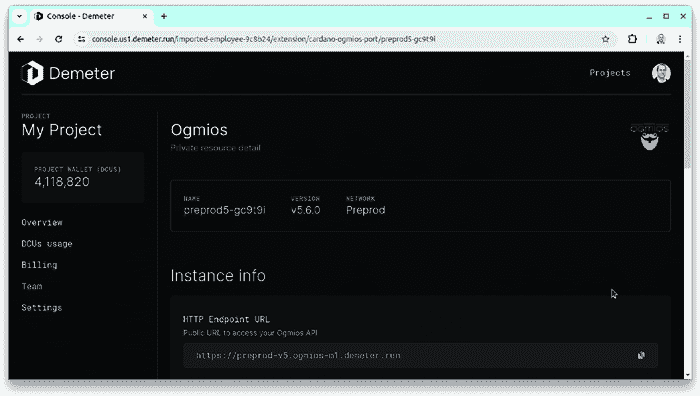 Console - Demeter
console.us1.demeter.run/imported-employee-9c8b24/extension/cardano-ogmios-port/preprod5-gc9t9i
Demeter
Projects
PROJECT
My Project
PROJECT WALLET (DCUS)
4,118,820
Overview
DCUs usage
Billing
Team
Settings
Ogmios
Private resource detail
OGMIOS
NAME
VERSION
NETWORK
preprod5-gc9t9i
v5.6.0
Preprod
Instance info
HTTP Endpoint URL
Public URL to access your Ogmios API
https://preprod-v5.ogmios-m1.demeter.run